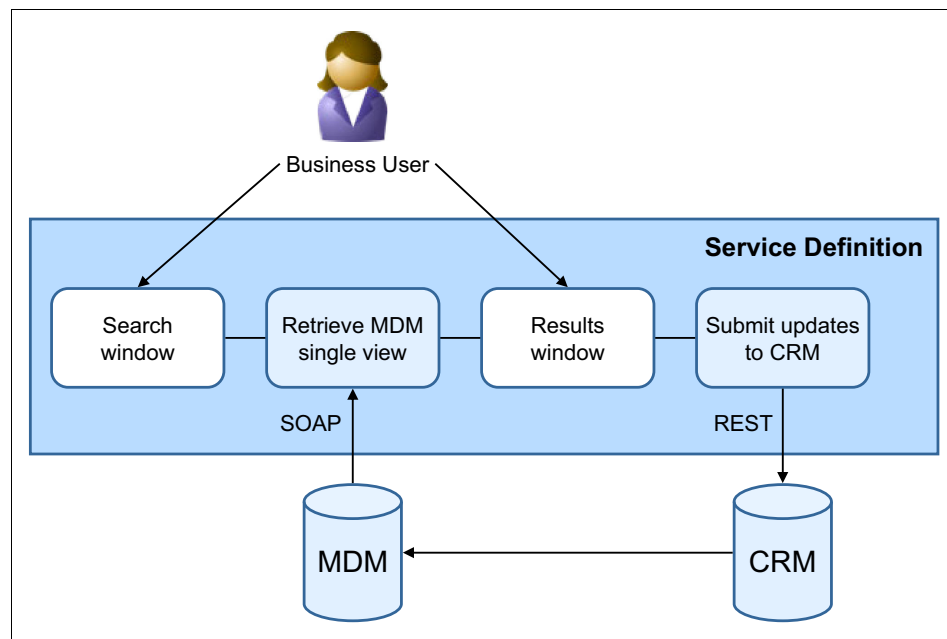 Business User
Service Definition
Search
window
Retrieve MDM
single view
Results
window
Submit updates
to CRM
SOAP
REST
MDM
CRM